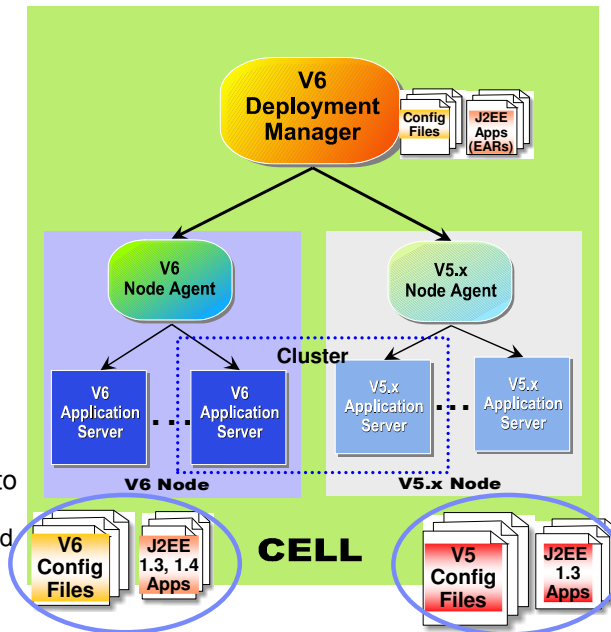 V6
Deployment
Manager
Config
Files
J2EE
Apps
(EARs)
V6
Node Agent
V5.x
Node Agent
Cluster
V6
Application
Server
...
V6
Application
Server
V5.x
Application
Server
...
V5.x
Application
Server
V6 Node
V5.x Node
to
d
V6
Config
Files
J2EE
1.3, 1.4
Apps
CELL
V5
Config
Files
J2EE
1.3
Apps